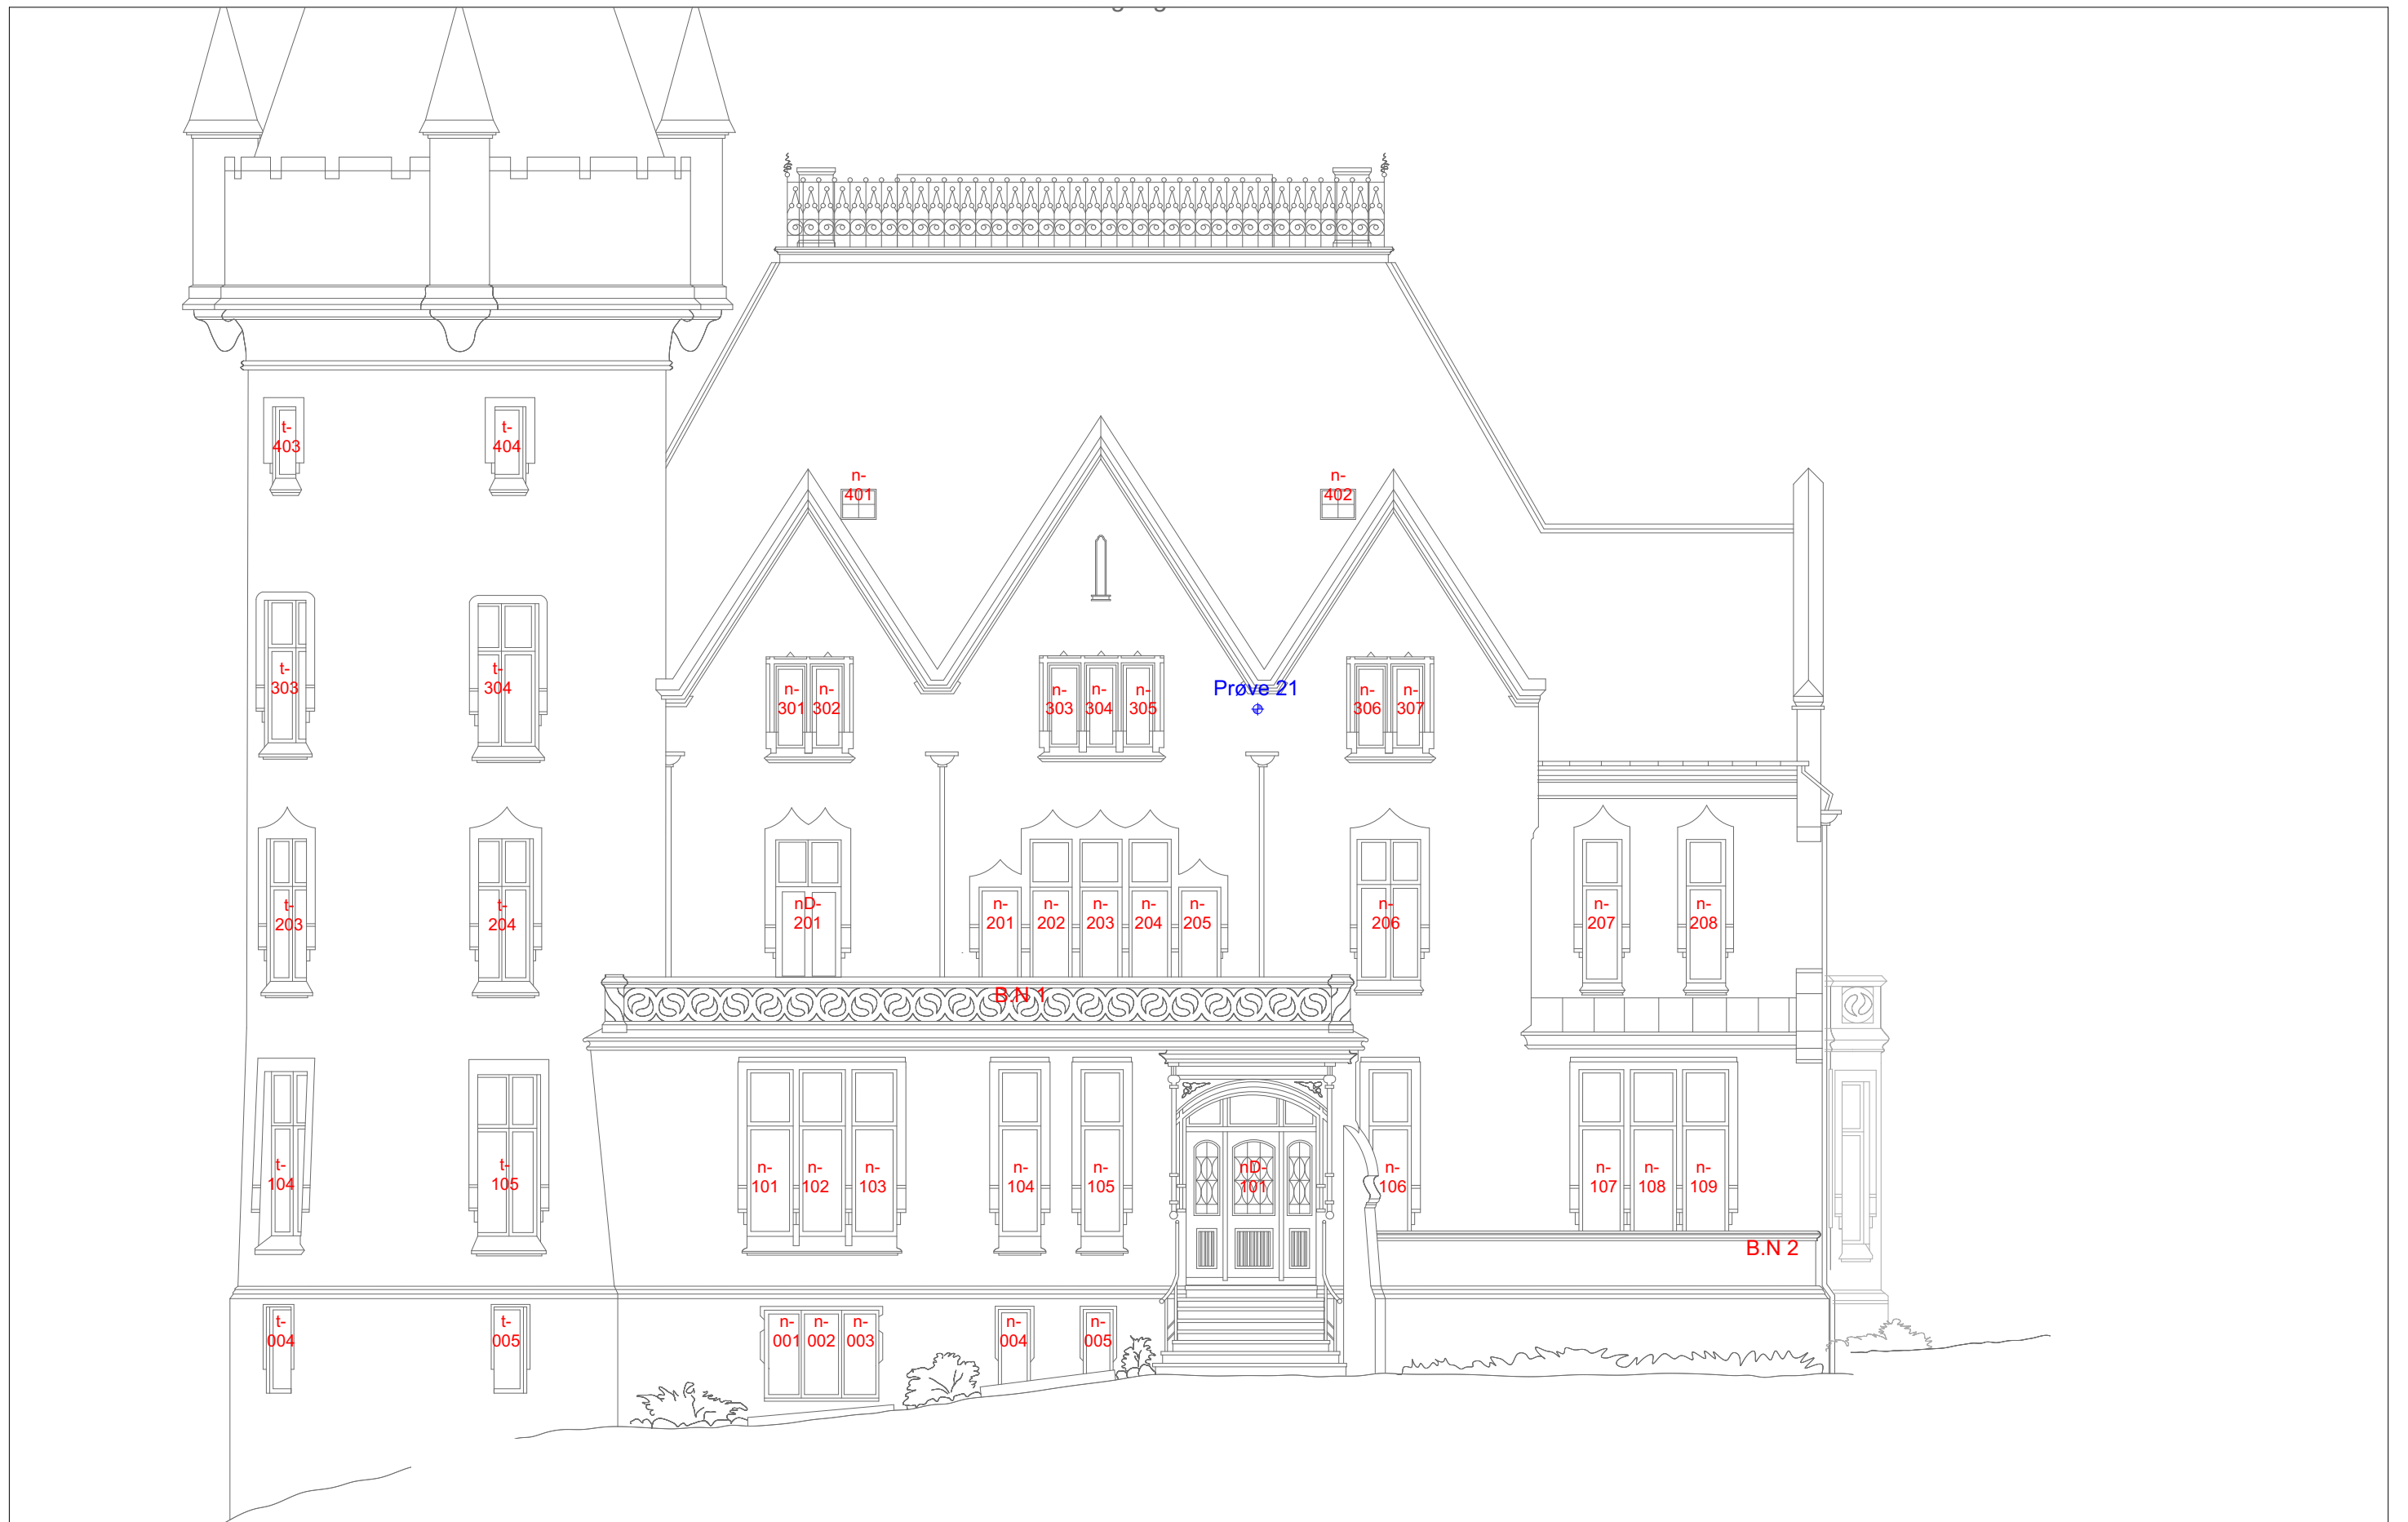 t-
403
t-
404
n-
401
n-
402
t-
303
t-
304
n-
301
n-
302
n-
303
n-
304
n-
305
Prøve 21
n-
306
n-
307
t-
203
t-
204
nD-
201
n-
201
n-
202
n-
203
n-
204
n-
205
n-
206
n-
207
n-
208
B.N 1
t-
104
t-
105
n-
101
n-
102
n-
103
n-
104
n-
105
nD-
101
n-
106
n-
107
n-
108
n-
109
B.N 2
t-
004
t-
005
n-
001
n-
002
n-
003
n-
004
n-
005